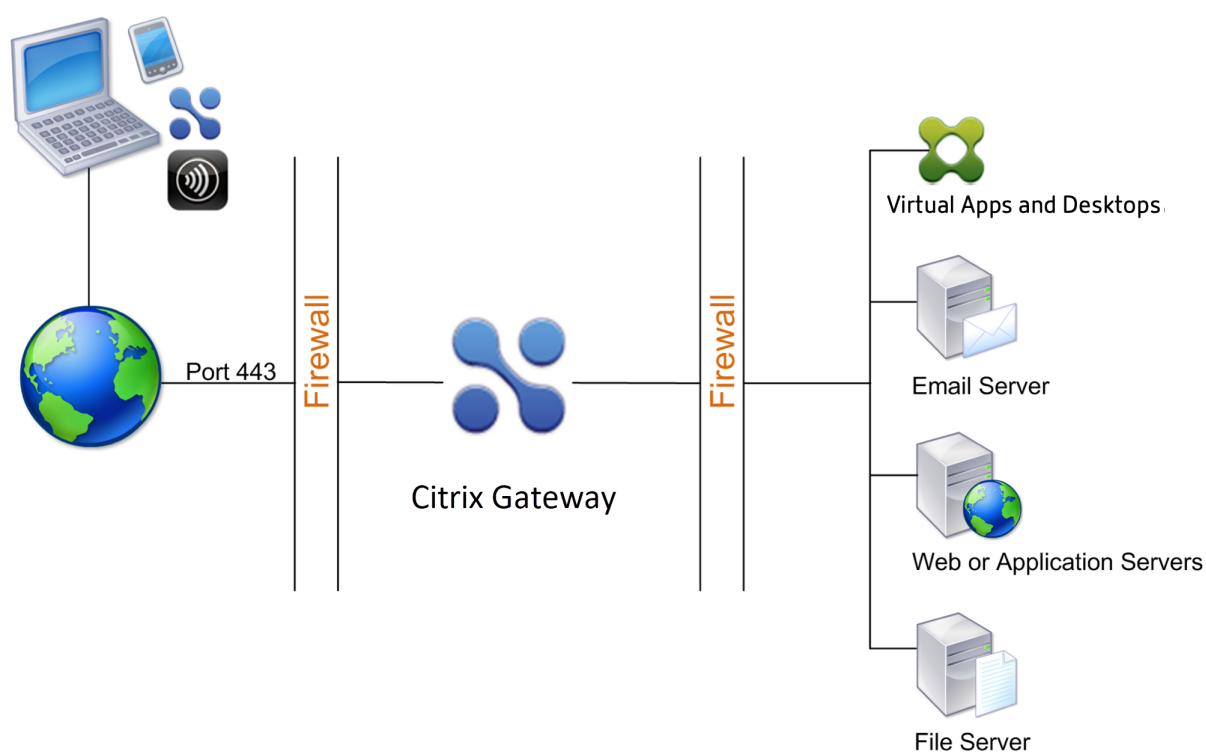 Port 443
Firewall
Citrix Gateway
Firewall
Virtual Apps and Desktops
Email Server
Web or Application Servers
File Server